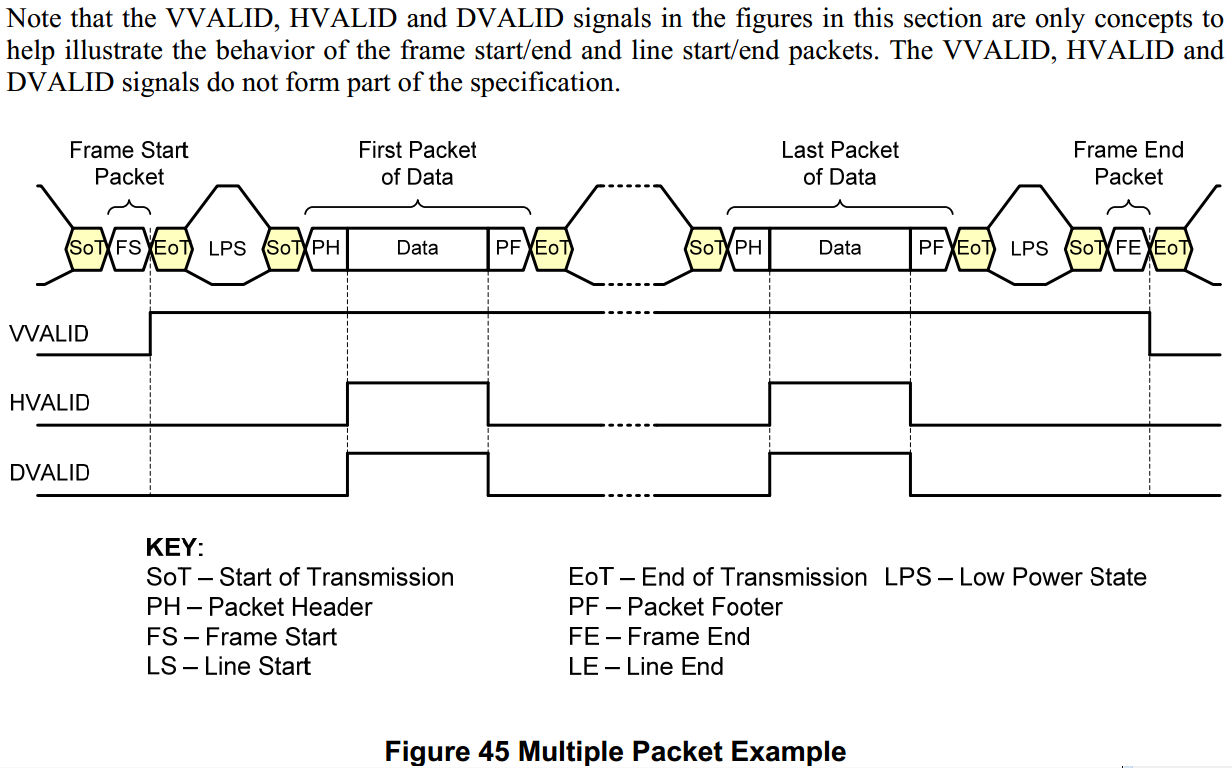 Note that the VVALID, HVALID and DVALID signals in the figures in this section are only concepts to
help illustrate the behavior of the frame start/end and line start/end packets. The VVALID, HVALID and
DVALID signals do not form part of the specification.
Frame Start First Packet Last Packet Frame End
Packet of Data of Data Packet
SoT FS EoT LPS SoT PH Data PF EoT SoT PH Data PF EoT LPS SoT FE EoT
VVALID
HVALID
DVALID
KEY:
SoT – Start of Transmission EoT – End of Transmission LPS – Low Power State
PH – Packet Header PF – Packet Footer
FS – Frame Start FE – Frame End
LS – Line Start LE – Line End
Figure 45 Multiple Packet Example